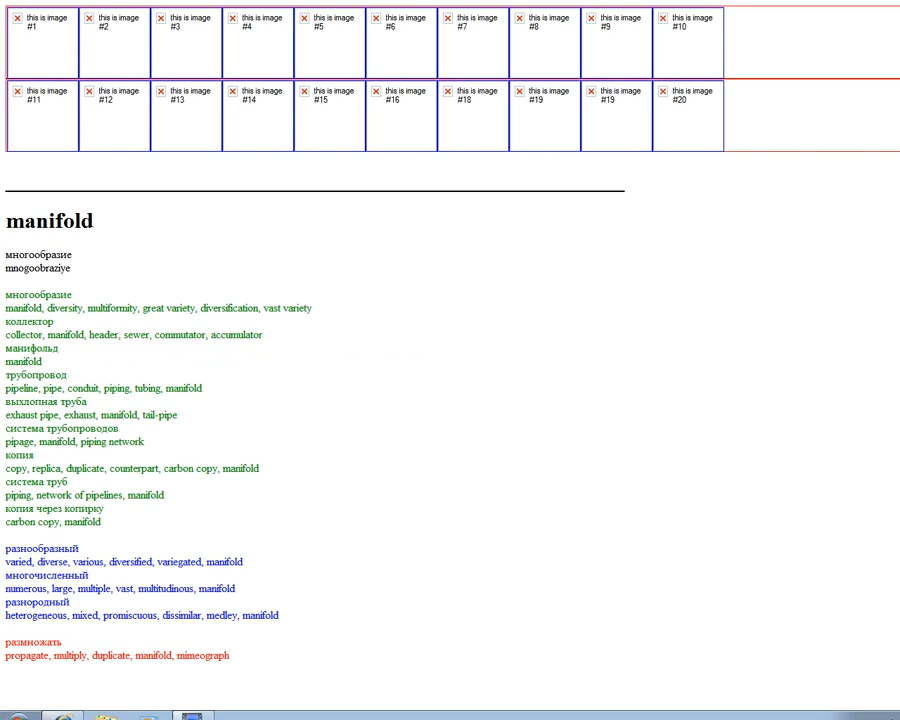 this is image this is image this is image this is image this is image this is image this is image this is image this is image this is image
#1 #2 #3 #4 #5 #6 #7 #8 #9 #10
this is image this is image this is image this is image this is image this is image this is image this is image this is image this is image
#11 #12 #13 #14 #15 #16 #18 #19 #19 #20
manifold
многообразие
mnogoobraziye
многообразие
manifold, diversity, multiformity, great variety, diversification, vast variety
коллектор
collector, manifold, header, sewer, commutator, accumulator
манифольд
manifold
трубопровод
pipeline, pipe, conduit, piping, tubing, manifold
выхлопная труба
exhaust pipe, exhaust, manifold, tail-pipe
система трубопроводов
pipage, manifold, piping network
копия
copy, replica, duplicate, counterpart, carbon copy, manifold
система труб
piping, network of pipelines, manifold
копия через копирку
carbon copy, manifold
разнообразный
varied, diverse, various, diversified, variegated, manifold
многочисленный
numerous, large, multiple, vast, multitudinous, manifold
разнородный
heterogeneous, mixed, promiscuous, dissimilar, medley, manifold
размножать
propagate, multiply, duplicate, manifold, mimeograph